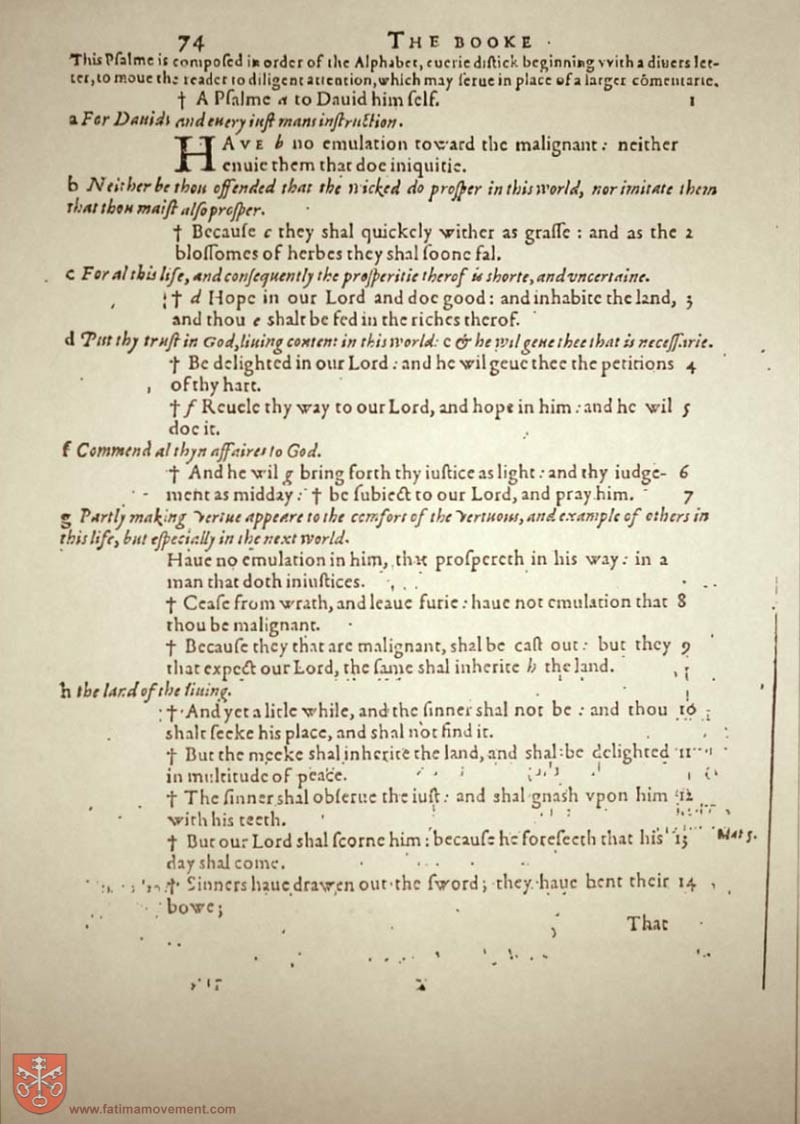 74 THE BOOKE
This Pſalme is compoſed in order of the Alphabet, euerie diſtick beginning vvith a diuers let-
ter, to moue the reader to diligent attention, which may ſerue in place of a larger cõmentarie.
† A Pſalme a to Dauid him ſelf. 1
a For Dauids and euery iuſt mans inſtruction.
HAVE b no emulation toward the malignant: neither
enuie them that doe iniquitie.
b Neither be thou offended that the wicked do proſper in this world, nor imitate them
that thou maiſt alſo proſper.
† Becauſe c they shal quickely wither as graſſe : and as the 2
bloſſomes of herbes they shal ſoone fal.
c For al this life, and conſequently the proſperitie therof is shorte, and vncertaine.
† d Hope in our Lord and doe good: and inhabite the land, 3
and thou e shalt be fed in the riches therof.
d Put thy truſt in God, liuing content in this world: e & he wil geue thee that is neceſſarie.
† Be delighted in our Lord : and he wil geue thee the petitions 4
of thy hart.
† f Reuele thy way to our Lord, and hope in him : and he wil 5
doe it.
f Commend al thyn affaires to God.
† And he wil g bring forth thy iuſtice as light : and thy iudge- 6
ment as midday : † be ſubiect to our Lord, and pray him. 7
g Partly making vertue appeare to the comfort of the vertuous, and example of others in
this life, but eſpecially in the next world.
Haue no emulation in him, that proſpereth in his way : in a
man that doth iniuſtices.
† Ceaſe from wrath, and leaue furie : haue not emulation that 8
thou be malignant.
† Becauſe they that are malignant, shal be caſt out : but they 9
that expect our Lord, the ſame shal inherite h the land.
h the land of the liuing.
† And yet a litle while, and the ſinner shal not be : and thou 10
shalt ſeeke his place, and shal not find it.
† But the meeke shal inherite the land, and shal be delighted 11
in multitude of peace.
† The ſinner shal obſerue the iuſt : and shal gnash vpon him 12
with his teeth.
† But our Lord shal ſcorne him : becauſe he foreſeeth that his 13 Mat 5.
day shal come.
† Sinners haue drawen out the ſword; they haue bent their 14
bowe;
That
www.fatimamovement.com